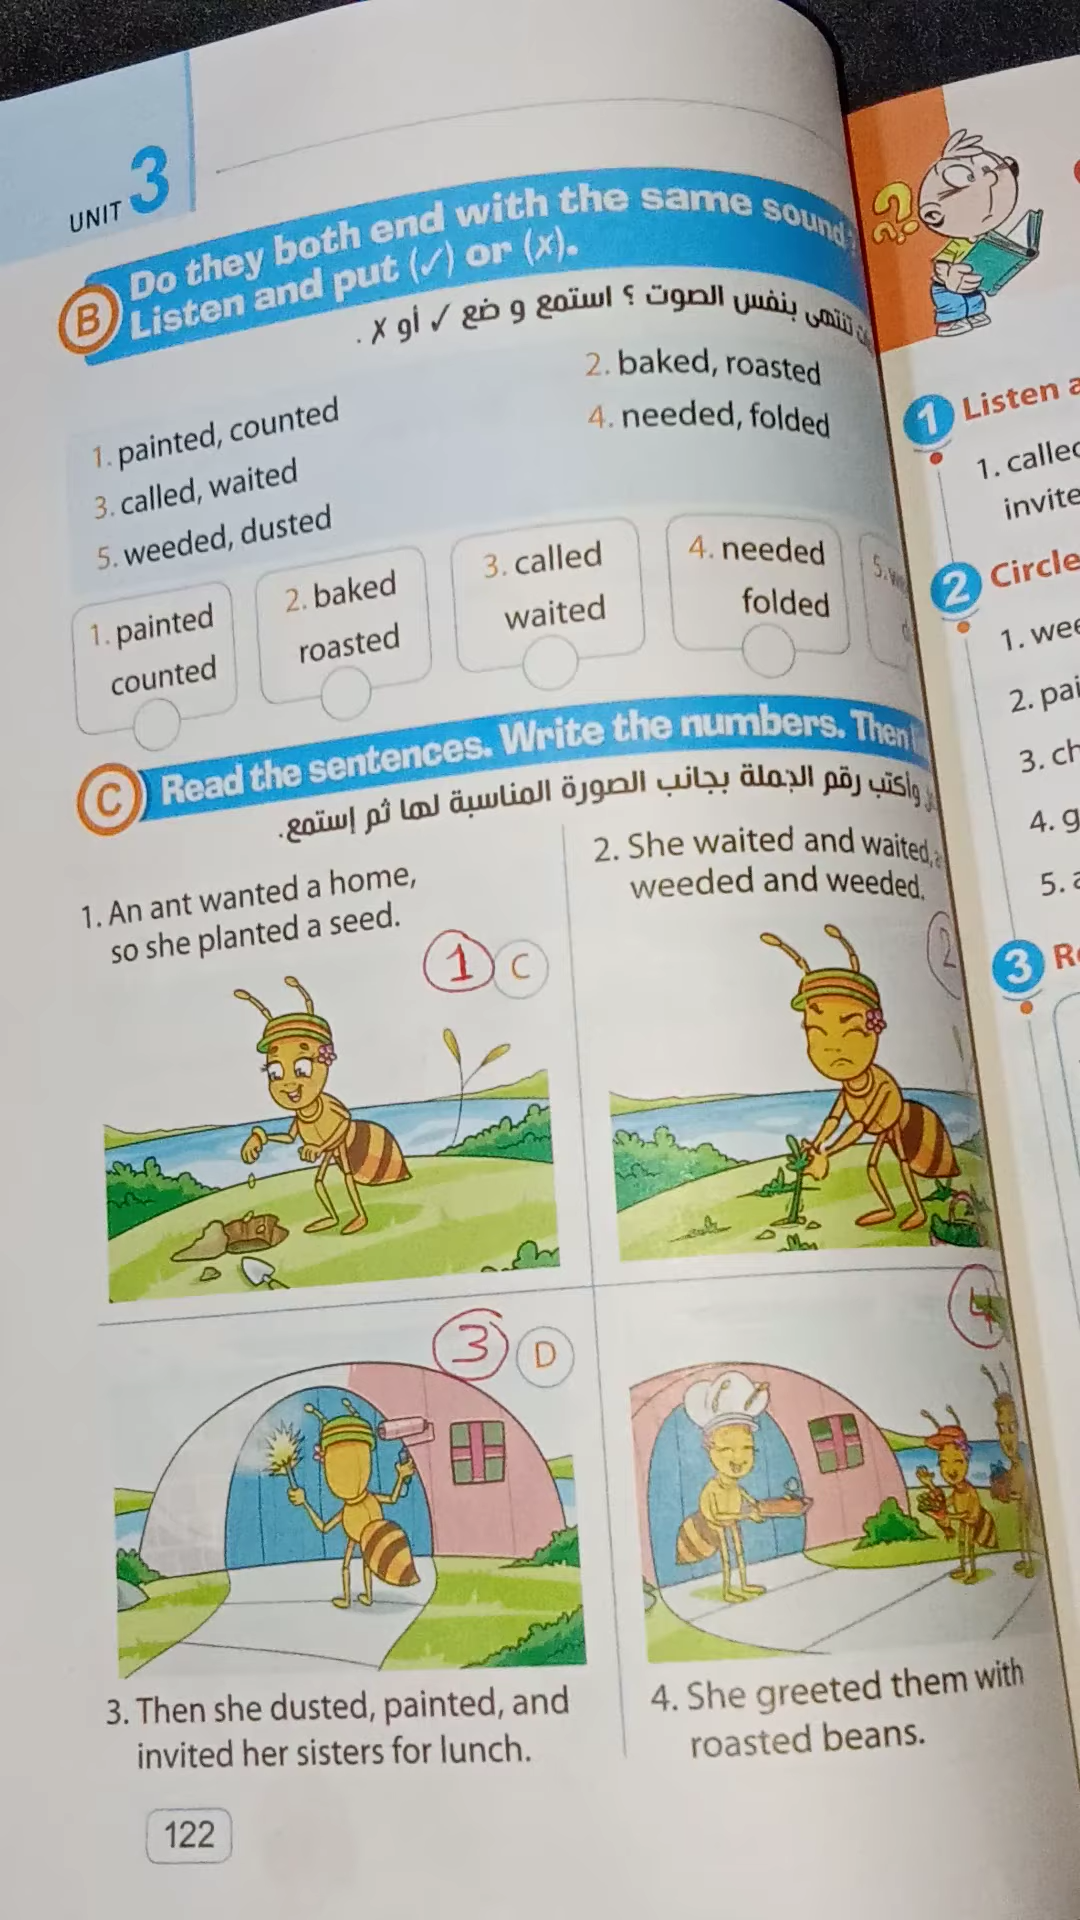 UNIT 3
B Do they both end with the same sound?
Listen and put (✓) or (x).
تنتهى بنفس الصوت ؟ استمع و ضع ✓ أو X .
1. painted, counted
2. baked, roasted
3. called, waited
4. needed, folded
5. weeded, dusted
1. painted
counted
2. baked
roasted
3. called
waited
4. needed
folded
5.
C Read the sentences. Write the numbers. Then
وأكتب رقم الجملة بجانب الصورة المناسبة لها ثم إستمع.
1. An ant wanted a home,
so she planted a seed.
1 C
2. She waited and waited,
weeded and weeded.
2
3 D
4
3. Then she dusted, painted, and
invited her sisters for lunch.
4. She greeted them with
roasted beans.
122
1 Listen
1. called
invite
2 Circle
1. wee
2. pai
3. ch
4. g
5. a
3 R